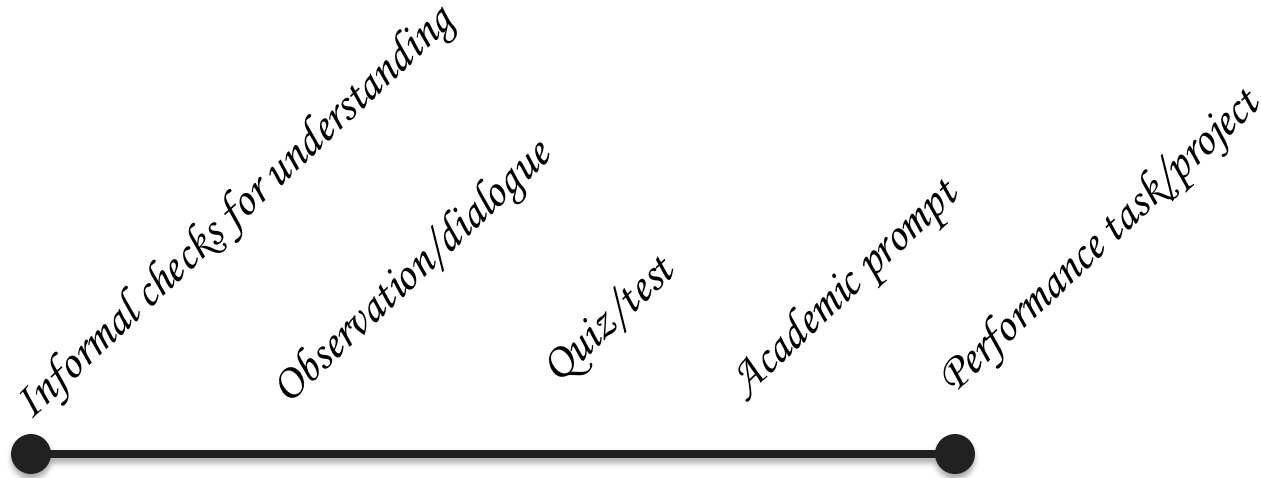 Informal checks for understanding
Observation/dialogue
Quiz/test
Academic prompt
Performance task/project